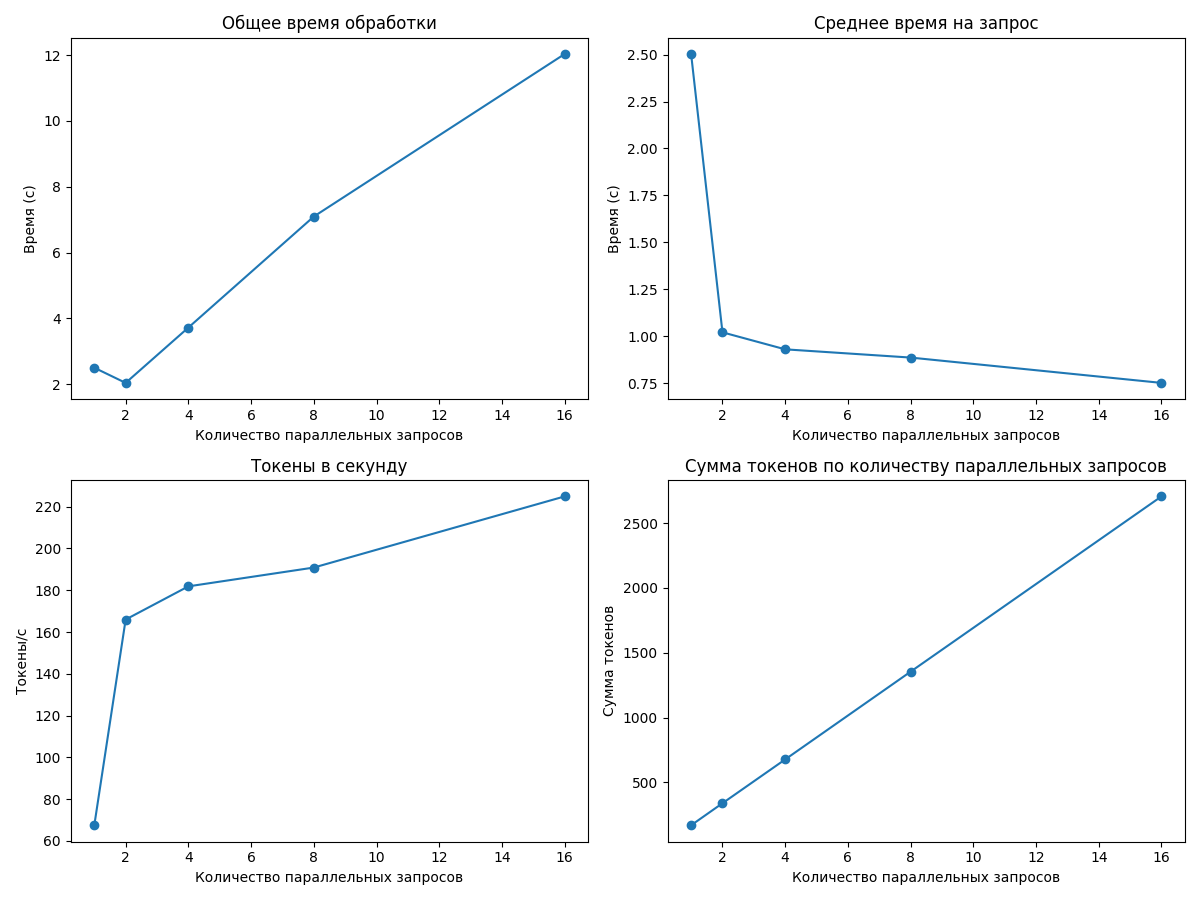 Общее время обработки
12
10
8
6
4
2
Время (с)
2 4 6 8 10 12 14 16
Количество параллельных запросов
Среднее время на запрос
2.50
2.25
2.00
1.75
1.50
1.25
1.00
0.75
Время (с)
2 4 6 8 10 12 14 16
Количество параллельных запросов
Токены в секунду
220
200
180
160
140
120
100
80
60
Токены/с
2 4 6 8 10 12 14 16
Количество параллельных запросов
Сумма токенов по количеству параллельных запросов
2500
2000
1500
1000
500
Сумма токенов
2 4 6 8 10 12 14 16
Количество параллельных запросов